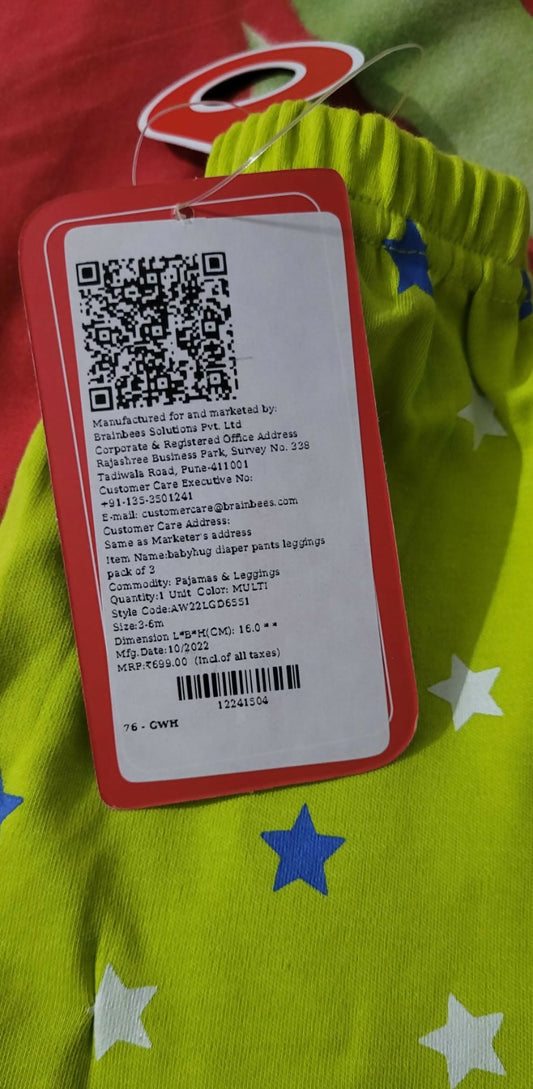 Manufactured for and marketed by:
Brainbees Solutions Pvt. Ltd
Corporate & Registered Office Address
Rajashree Business Park, Survey No. 338
Tadiwala Road, Pune-411001
Customer Care Executive No:
+91-135-3501241
E-mail: customercare@brainbees.com
Customer Care Address:
Same as Marketer's address
Item Name:babyhug diaper pants leggings
pack of 3
Commodity: Pajamas & Leggings
Quantity:1 Unit Color: MULTI
Style Code:AW22LGD6551
Size:3-6m
Dimension L*B*H(CM): 16.0 * *
Mfg.Date:10/2022
MRP:₹699.00 (Incl.of all taxes)
12241504
76 - GWH